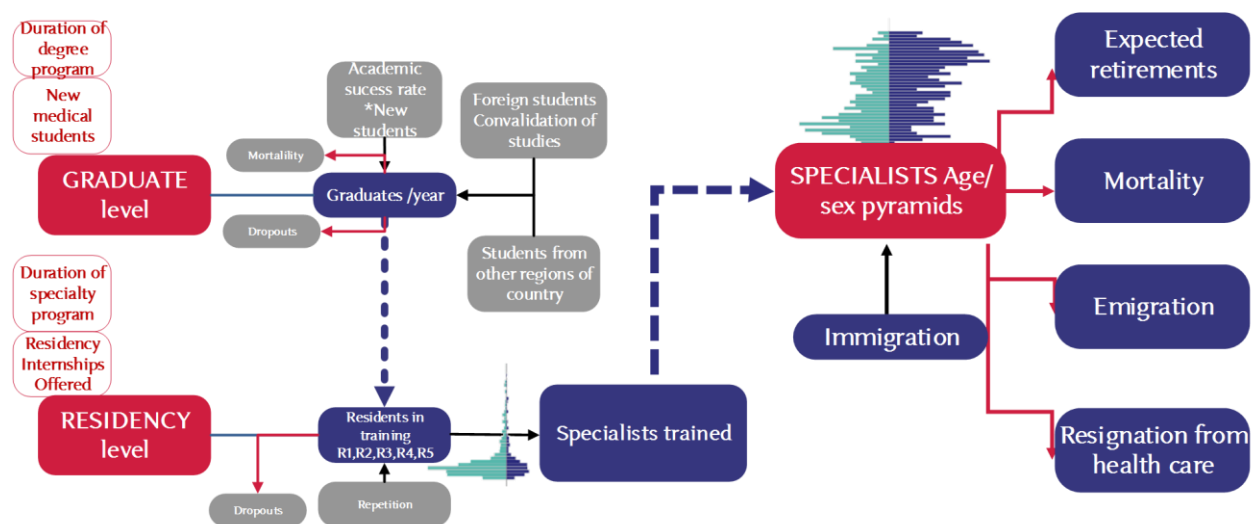 Duration of
degree
program
New
medical
students
GRADUATE
level
Academic
sucess rate
*New
students
Mortalility
Graduates /year
Dropouts
Foreign students
Convalidation of
studies
Students from
other regions of
country
Duration of
specialty
program
Residency
Internships
Offered
RESIDENCY
level
Dropouts
Residents in
training
R1,R2,R3,R4,R5
Repetition
Specialists trained
SPECIALISTS Age/
sex pyramids
Immigration
Expected
retirements
Mortality
Emigration
Resignation from
health care